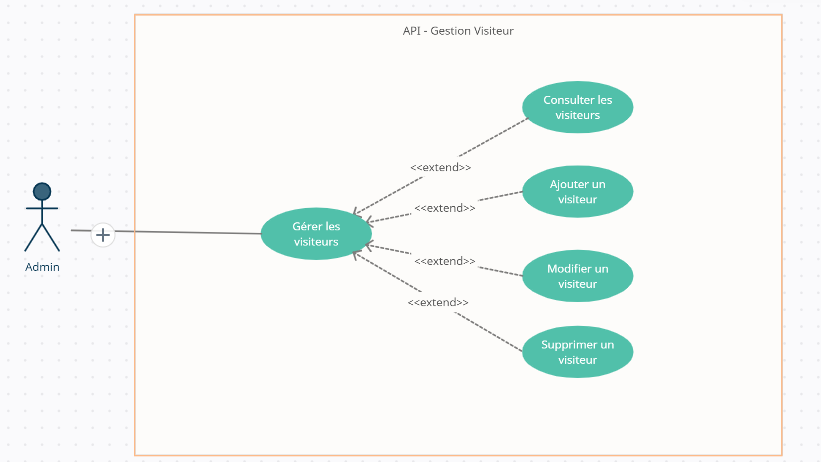 API - Gestion Visiteur
Consulter les
visiteurs
<<extend>>
Ajouter un
visiteur
<<extend>>
Gérer les
visiteurs
Admin
<<extend>>
Modifier un
visiteur
<<extend>>
Supprimer un
visiteur